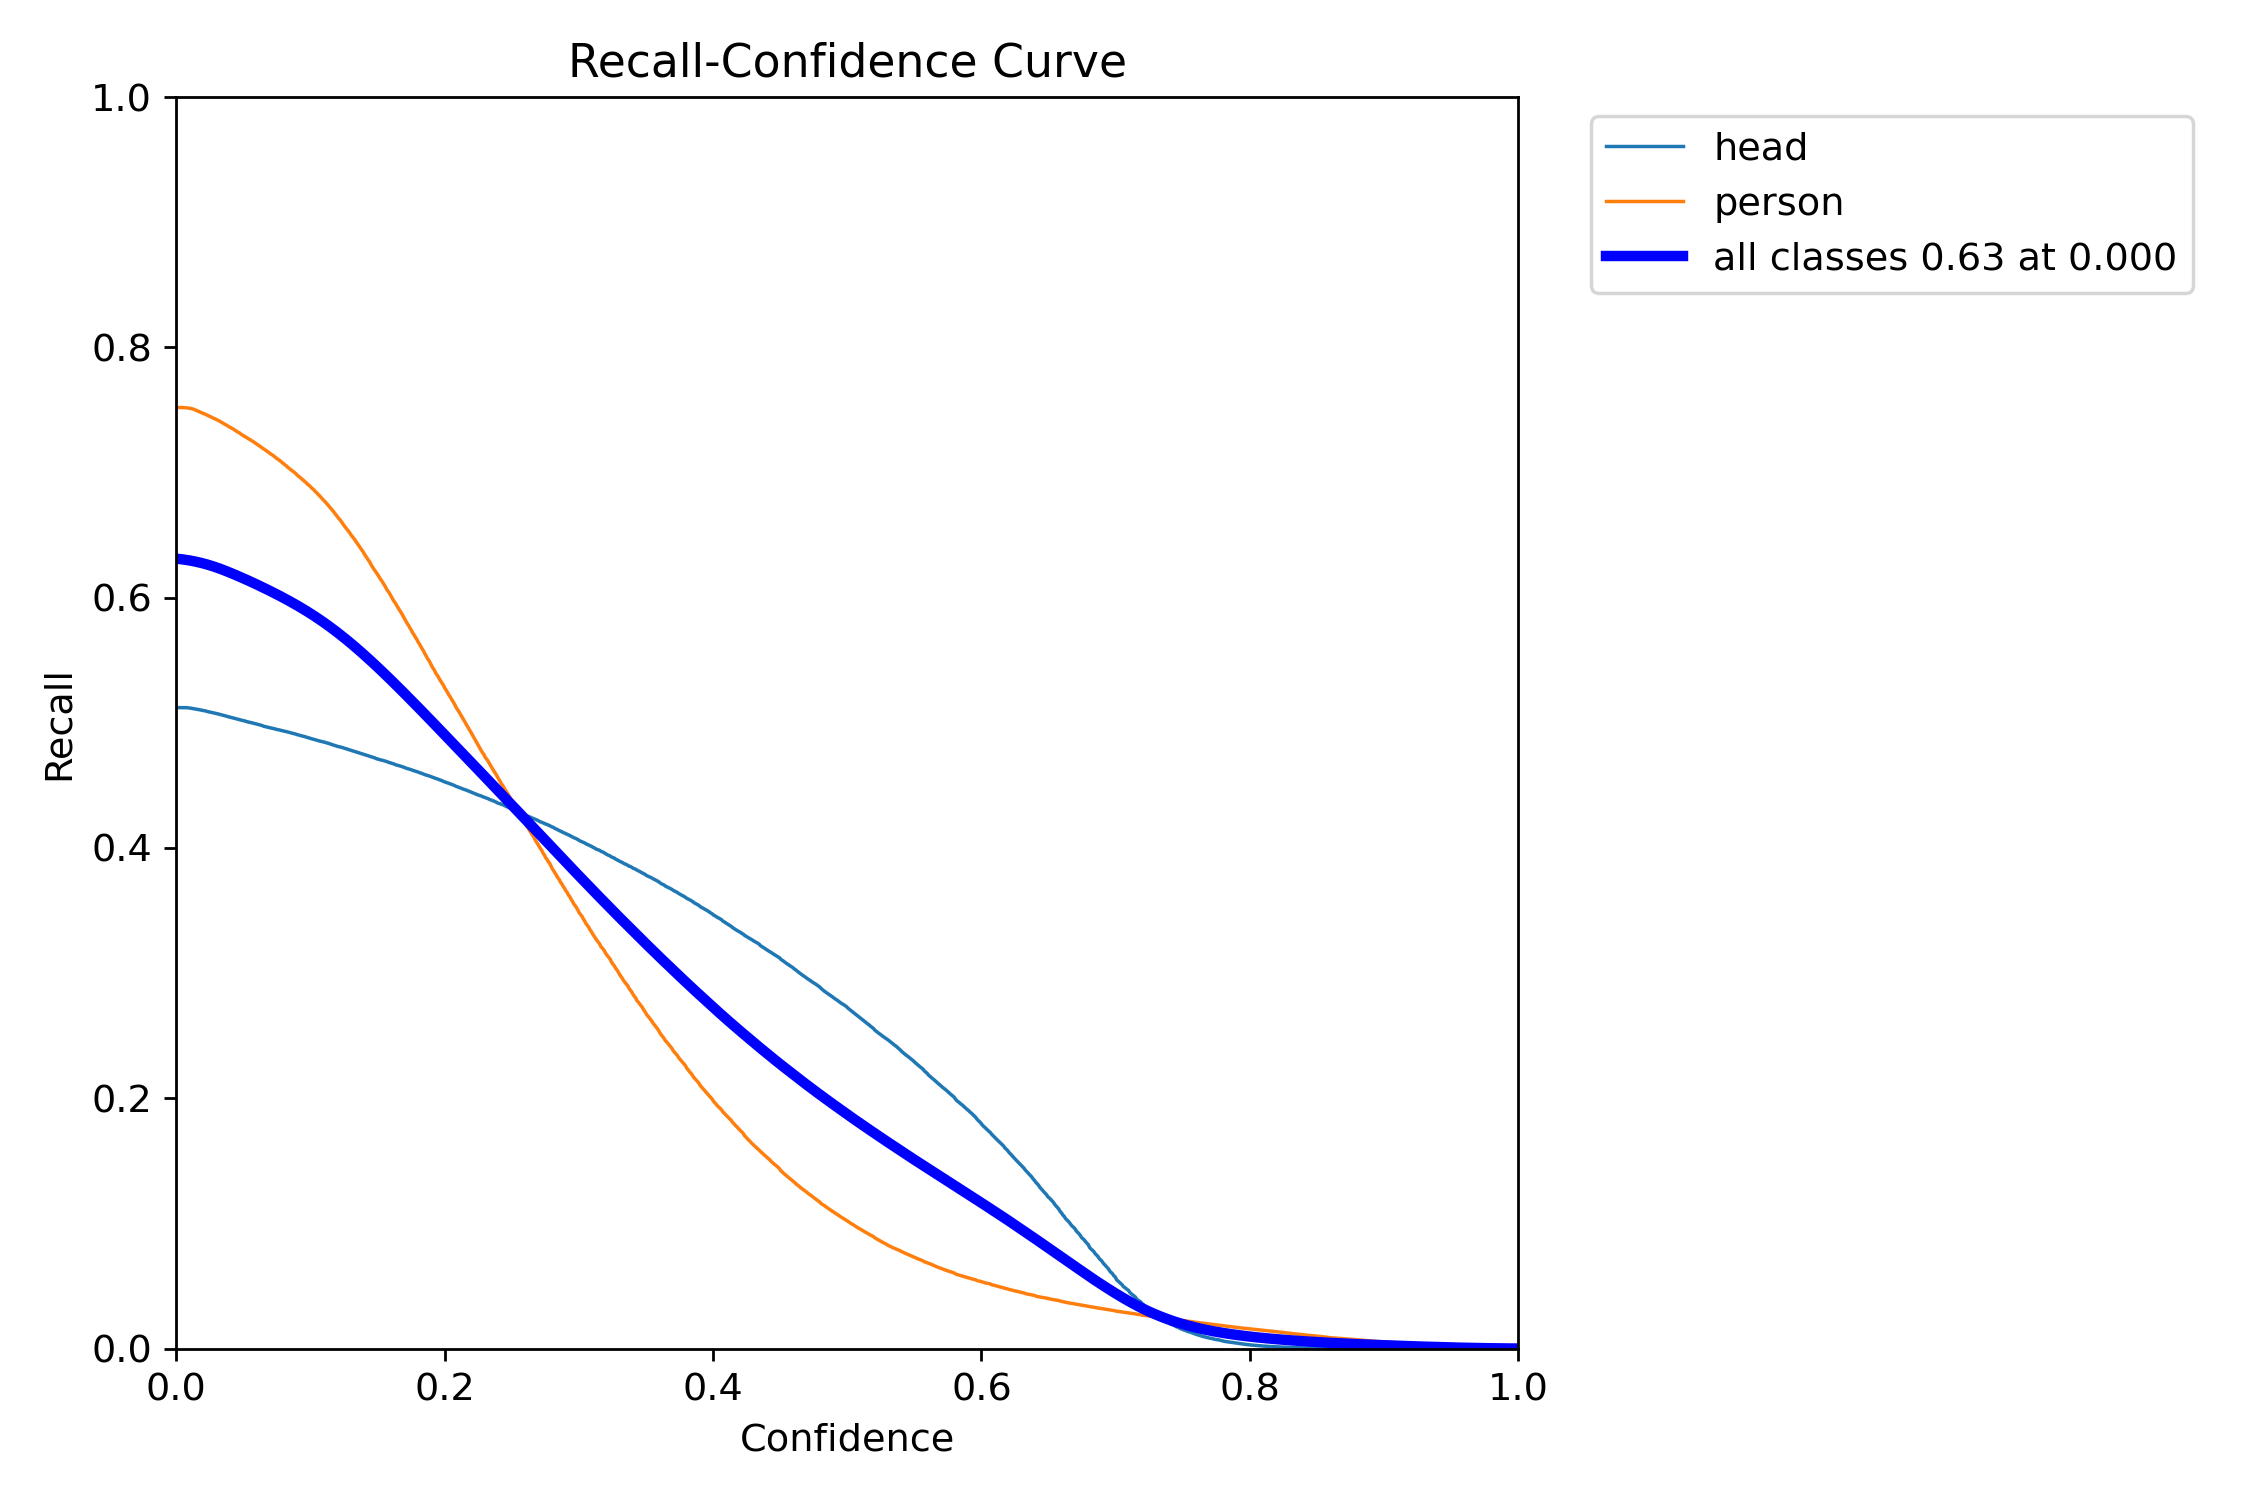 Recall-Confidence Curve
1.0
0.8
0.6
0.4
0.2
0.0
Recall
0.0 0.2 0.4 0.6 0.8 1.0
Confidence
head
person
all classes 0.63 at 0.000